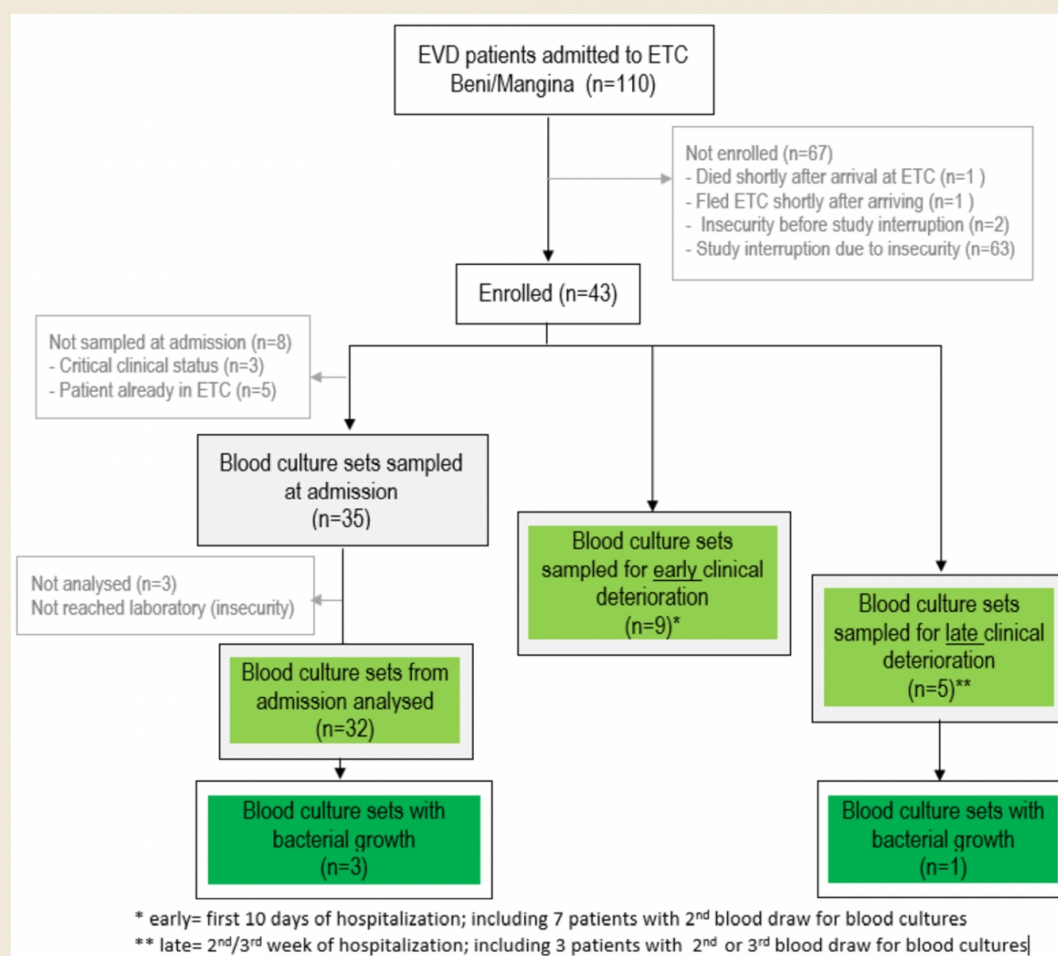 EVD patients admitted to ETC
Beni/Mangina (n=110)
Not enrolled (n=67)
- Died shortly after arrival at ETC (n=1 )
- Fled ETC shortly after arriving (n=1 )
- Insecurity before study interruption (n=2)
- Study interruption due to insecurity (n=63)
Enrolled (n=43)
Not sampled at admission (n=8)
- Critical clinical status (n=3)
- Patient already in ETC (n=5)
Blood culture sets sampled
at admission
(n=35)
Blood culture sets
sampled for early clinical
deterioration
(n=9)*
Blood culture sets
sampled for late clinical
deterioration
(n=5)**
Not analysed (n=3)
Not reached laboratory (insecurity)
Blood culture sets from
admission analysed
(n=32)
Blood culture sets with
bacterial growth
(n=3)
Blood culture sets with
bacterial growth
(n=1)
* early= first 10 days of hospitalization; including 7 patients with 2nd blood draw for blood cultures
** late= 2nd/3rd week of hospitalization; including 3 patients with 2nd or 3rd blood draw for blood cultures